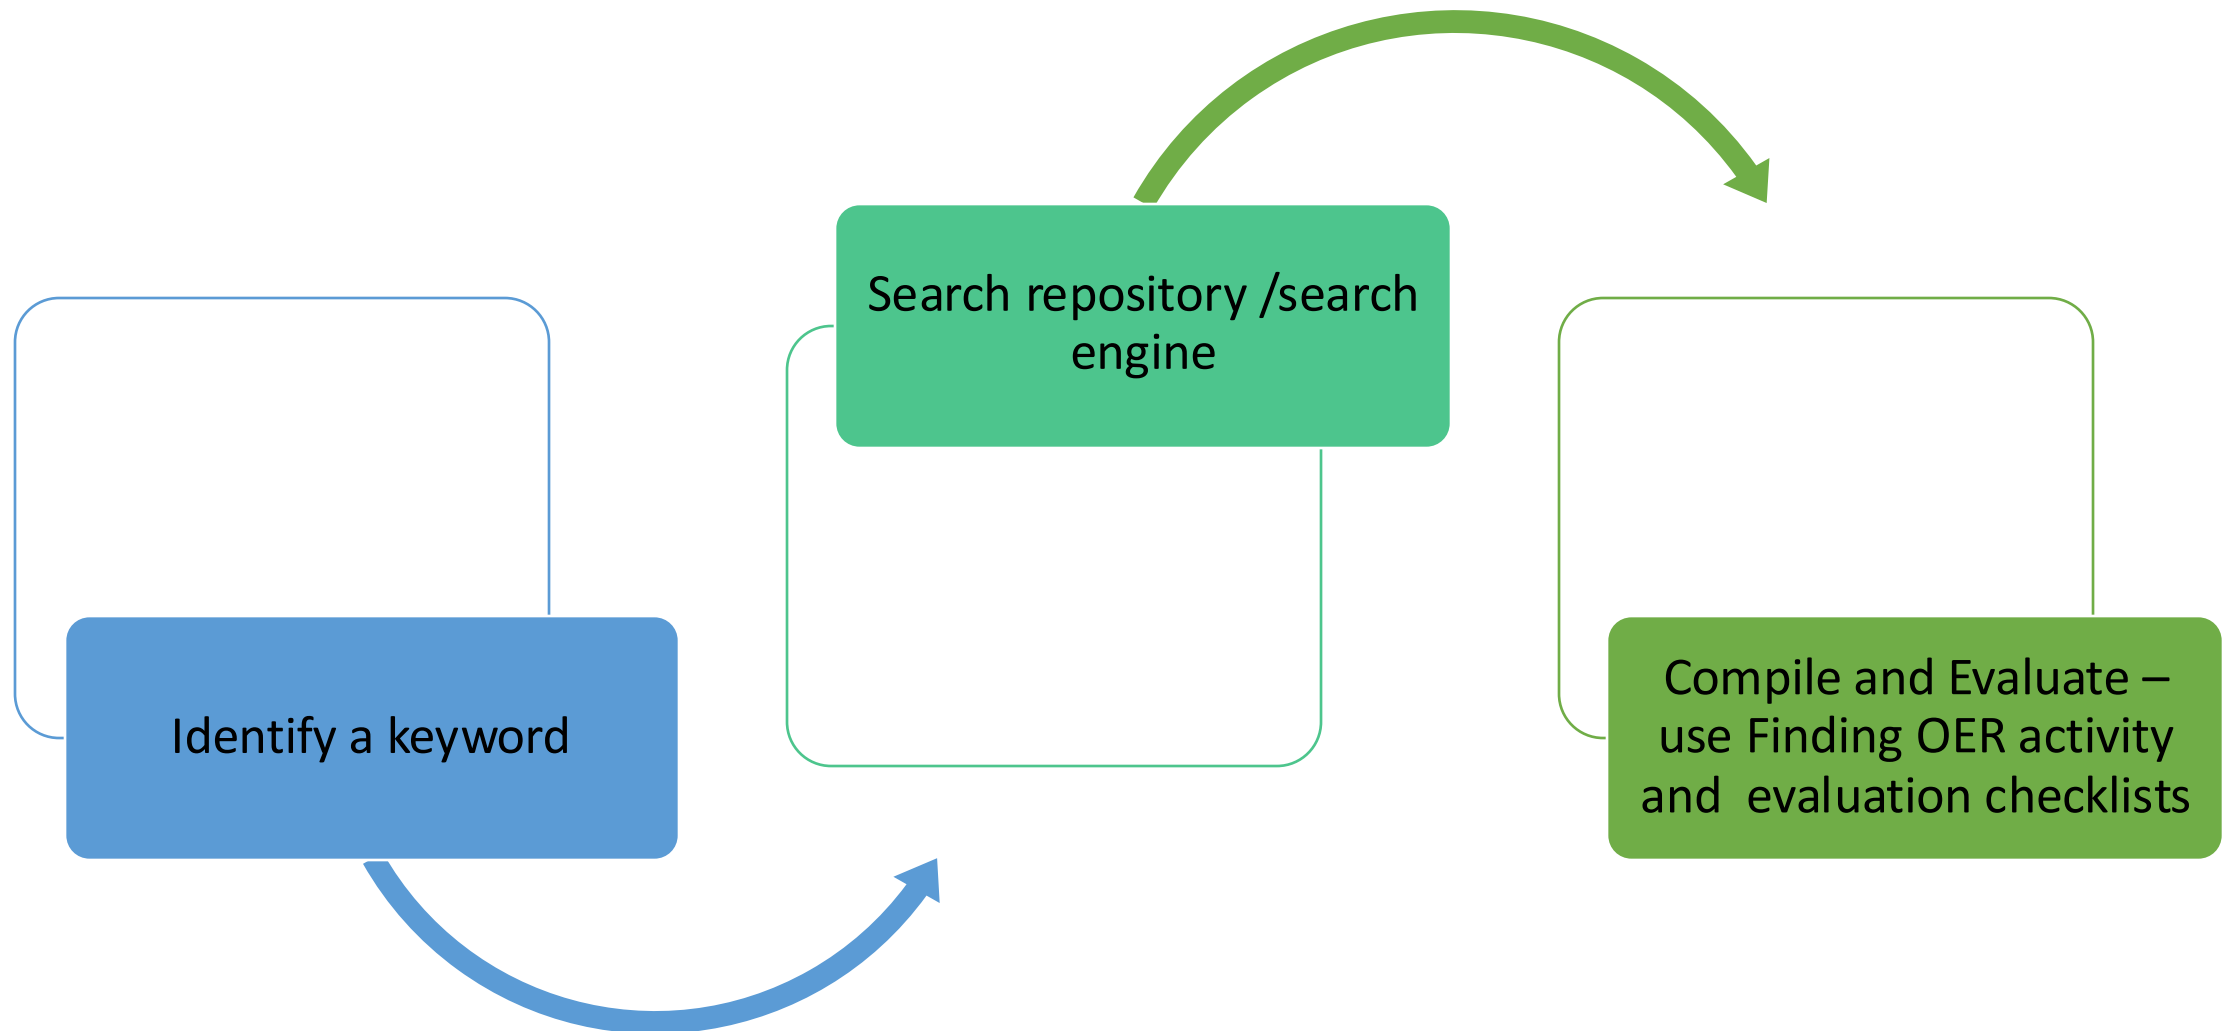 Identify a keyword
Search repository /search
engine
Compile and Evaluate –
use Finding OER activity
and  evaluation checklists